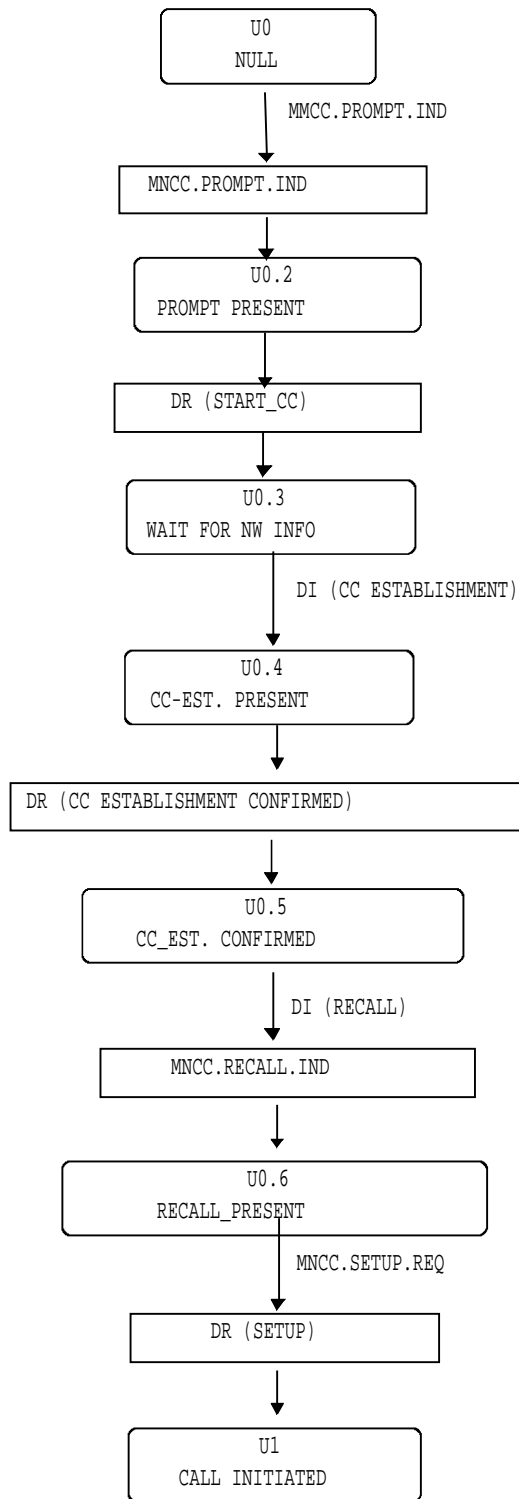 U0
NULL
MMCC.PROMPT.IND
MNCC.PROMPT.IND
U0.2
PROMPT PRESENT
DR (START_CC)
U0.3
WAIT FOR NW INFO
DI (CC ESTABLISHMENT)
U0.4
CC-EST. PRESENT
DR (CC ESTABLISHMENT CONFIRMED)
U0.5
CC_EST. CONFIRMED
DI (RECALL)
MNCC.RECALL.IND
U0.6
RECALL_PRESENT
MNCC.SETUP.REQ
DR (SETUP)
U1
CALL INITIATED